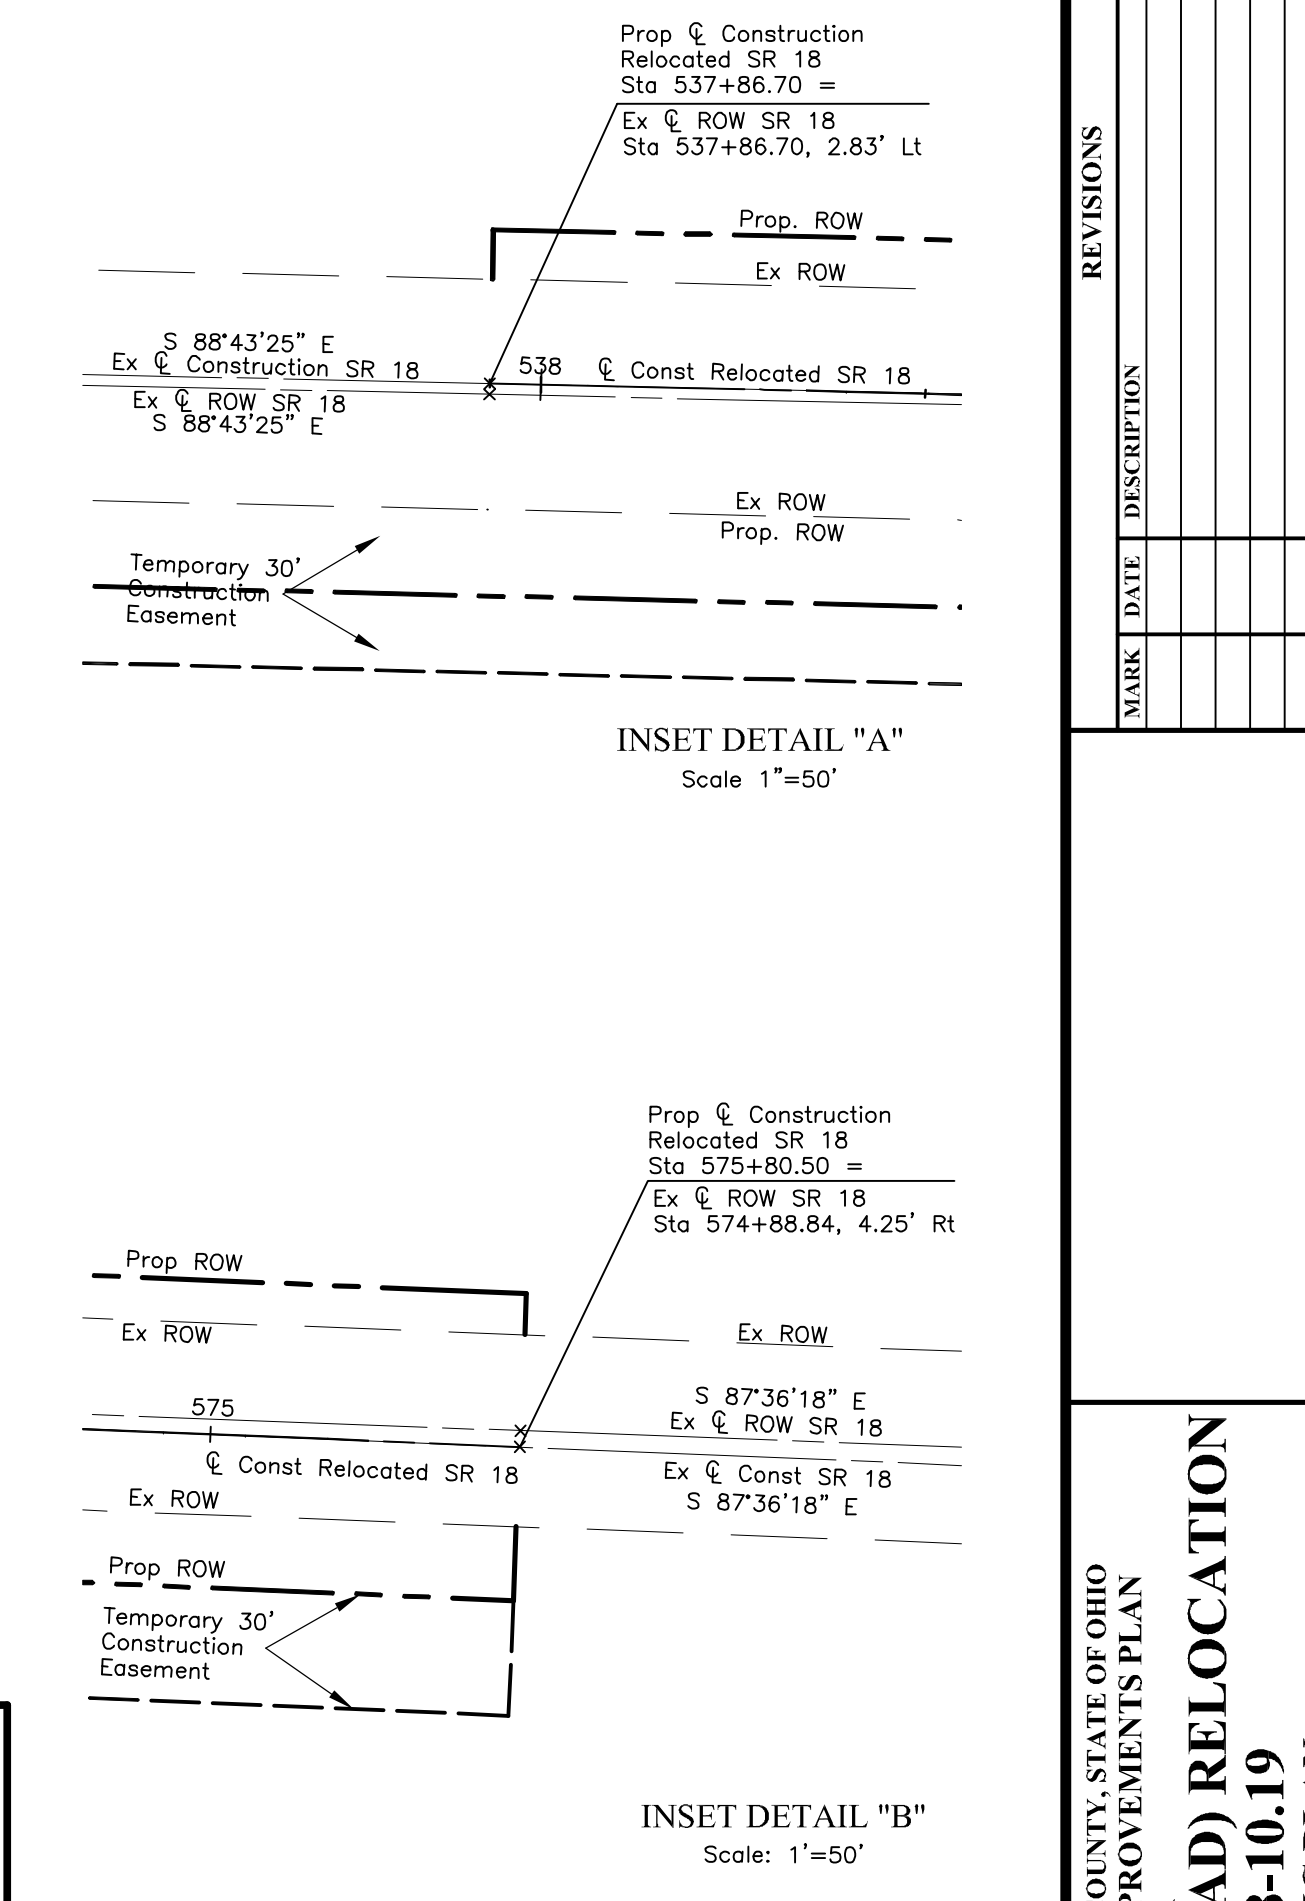 Prop ℄ Construction
Relocated SR 18
Sta 537+86.70 =
Ex ℄ ROW SR 18
Sta 537+86.70, 2.83' Lt
Prop. ROW
Ex ROW
S 88°43'25" E
Ex ℄ Construction SR 18
538
℄ Const Relocated SR 18
Ex ℄ ROW SR 18
S 88°43'25" E
Ex ROW
Prop. ROW
Temporary 30'
Construction
Easement
INSET DETAIL "A"
Scale 1"=50'
Prop ℄ Construction
Relocated SR 18
Sta 575+80.50 =
Ex ℄ ROW SR 18
Sta 574+88.84, 4.25' Rt
Prop ROW
Ex ROW
Ex ROW
575
S 87°36'18" E
Ex ℄ ROW SR 18
℄ Const Relocated SR 18
Ex ℄ Const SR 18
S 87°36'18" E
Ex ROW
Prop ROW
Temporary 30'
Construction
Easement
INSET DETAIL "B"
Scale: 1'=50'
REVISIONS
MARK DATE DESCRIPTION
OUNTY, STATE OF OHIO
PROVEMENTS PLAN
AD) RELOCATION
-10.19